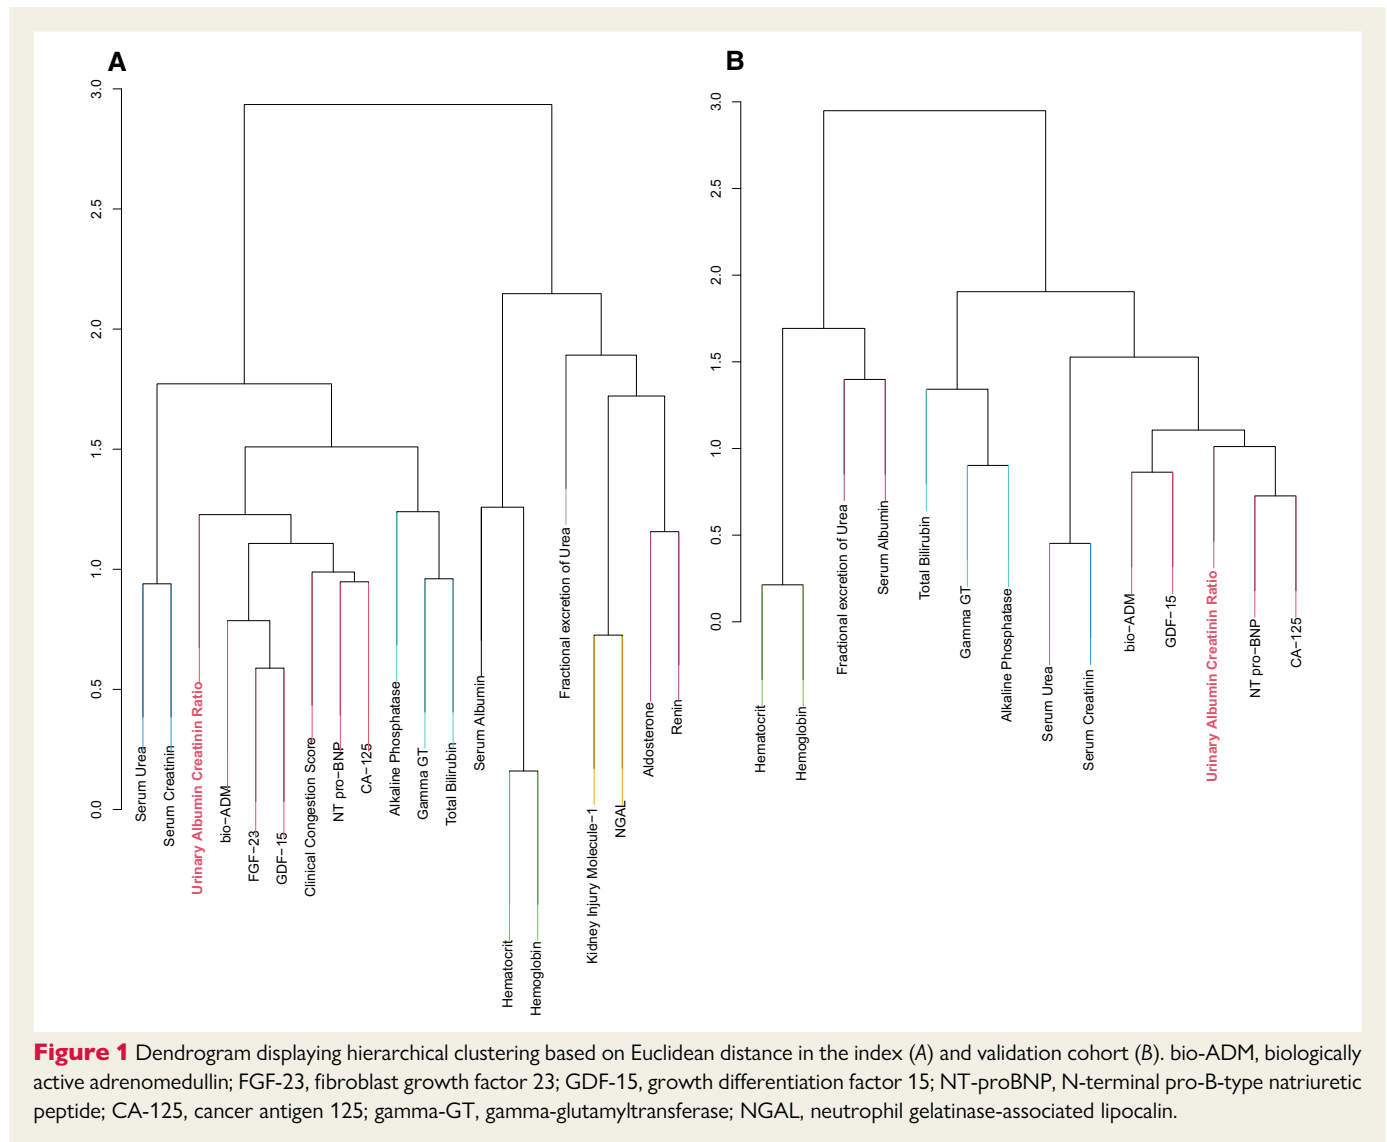 A
3.0
2.5
2.0
1.5
1.0
0.5
0.0
Serum Urea
Serum Creatinin
Urinary Albumin Creatinin Ratio
bio−ADM
FGF−23
GDF−15
Clinical Congestion Score
NT pro−BNP
CA−125
Alkaline Phosphatase
Gamma GT
Total Bilirubin
Serum Albumin
Hematocrit
Hemoglobin
Fractional excretion of Urea
Kidney Injury Molecule−1
NGAL
Aldosterone
Renin
B
3.0
2.5
2.0
1.5
1.0
0.5
0.0
Hematocrit
Hemoglobin
Fractional excretion of Urea
Serum Albumin
Total Bilirubin
Gamma GT
Alkaline Phosphatase
Serum Urea
Serum Creatinin
bio−ADM
GDF−15
Urinary Albumin Creatinin Ratio
NT pro−BNP
CA−125
Figure 1 Dendrogram displaying hierarchical clustering based on Euclidean distance in the index (A) and validation cohort (B). bio-ADM, biologically
active adrenomedullin; FGF-23, fibroblast growth factor 23; GDF-15, growth differentiation factor 15; NT-proBNP, N-terminal pro-B-type natriuretic
peptide; CA-125, cancer antigen 125; gamma-GT, gamma-glutamyltransferase; NGAL, neutrophil gelatinase-associated lipocalin.